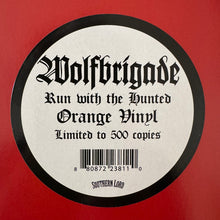 Wolfbrigade
Run with the Hunted
Orange Vinyl
Limited to 500 copies
8 80872 23811 0
Southern Lord